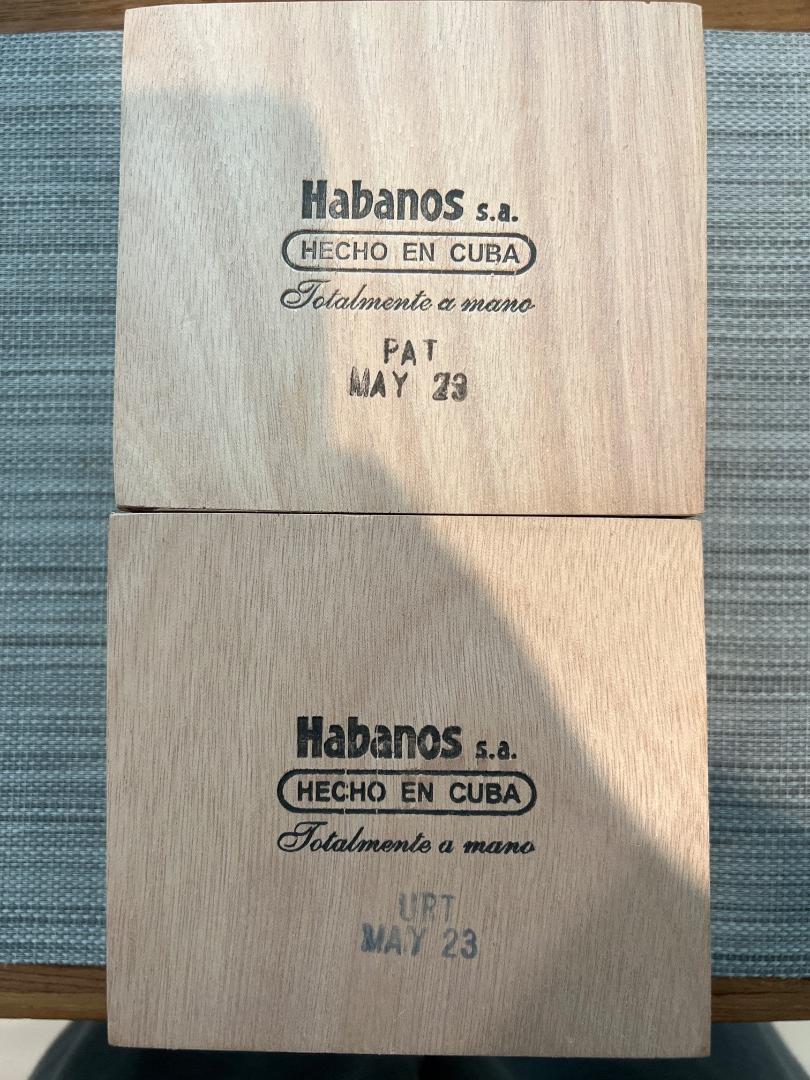 Habanos s.a.
HECHO EN CUBA
Totalmente a mano
PAT
MAY 23
Habanos s.a.
HECHO EN CUBA
Totalmente a mano
URT
MAY 23